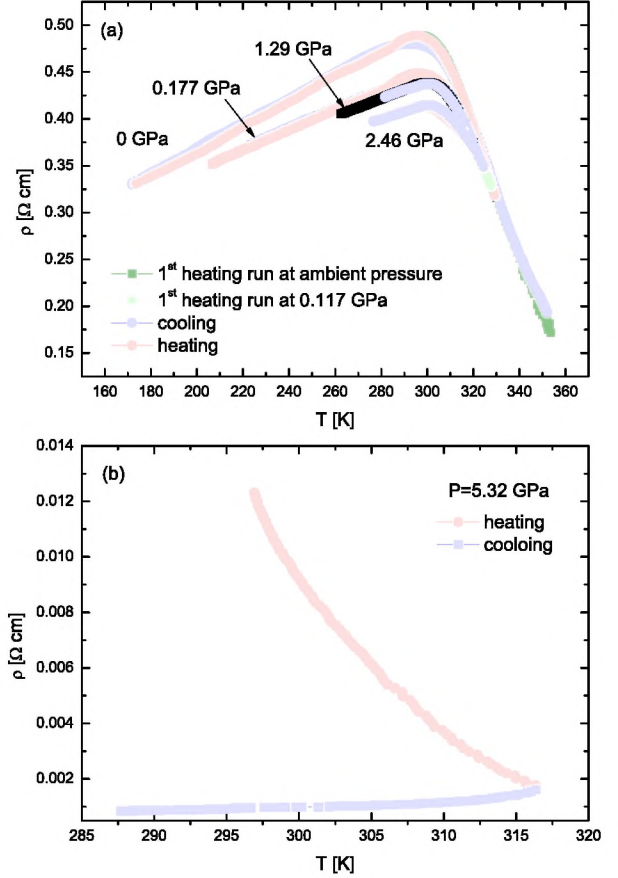 (a)
0.50
0.45
0.40
0.35
0.30
0.25
0.20
0.15
ρ [Ω cm]
1.29 GPa
0.177 GPa
0 GPa
2.46 GPa
1st heating run at ambient pressure
1st heating run at 0.117 GPa
cooling
heating
160 180 200 220 240 260 280 300 320 340 360
T [K]
(b)
0.014
0.012
0.010
0.008
0.006
0.004
0.002
ρ [Ω cm]
P=5.32 GPa
heating
cooloing
285 290 295 300 305 310 315 320
T [K]